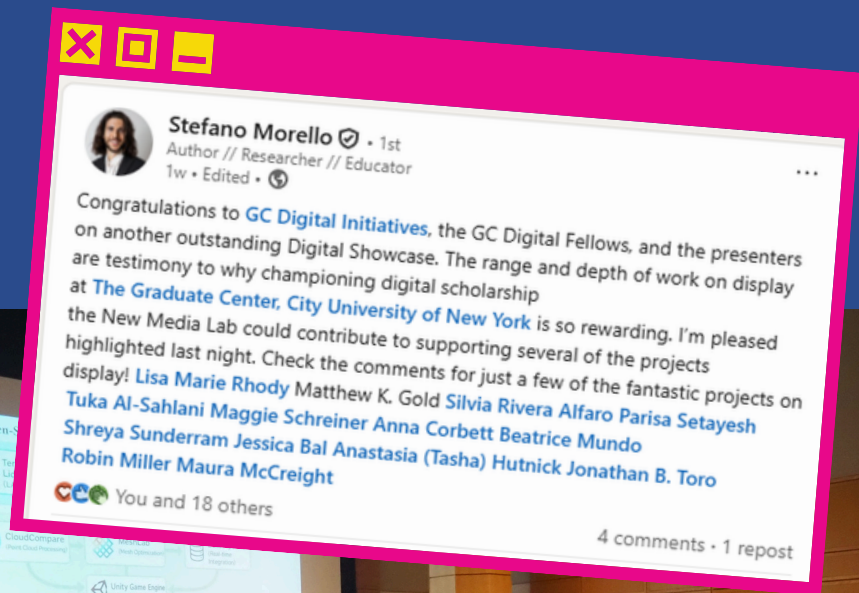 Stefano Morello • 1st
Author // Researcher // Educator
1w • Edited •
Congratulations to GC Digital Initiatives, the GC Digital Fellows, and the presenters
on another outstanding Digital Showcase. The range and depth of work on display
are testimony to why championing digital scholarship
at The Graduate Center, City University of New York is so rewarding. I'm pleased
the New Media Lab could contribute to supporting several of the projects
highlighted last night. Check the comments for just a few of the fantastic projects on
display! Lisa Marie Rhody Matthew K. Gold Silvia Rivera Alfaro Parisa Setayesh
Tuka Al-Sahlani Maggie Schreiner Anna Corbett Beatrice Mundo
Shreya Sunderram Jessica Bal Anastasia (Tasha) Hutnick Jonathan B. Toro
Robin Miller Maura McCreight
You and 18 others
4 comments • 1 repost
CloudCompare
Unity Game Engine